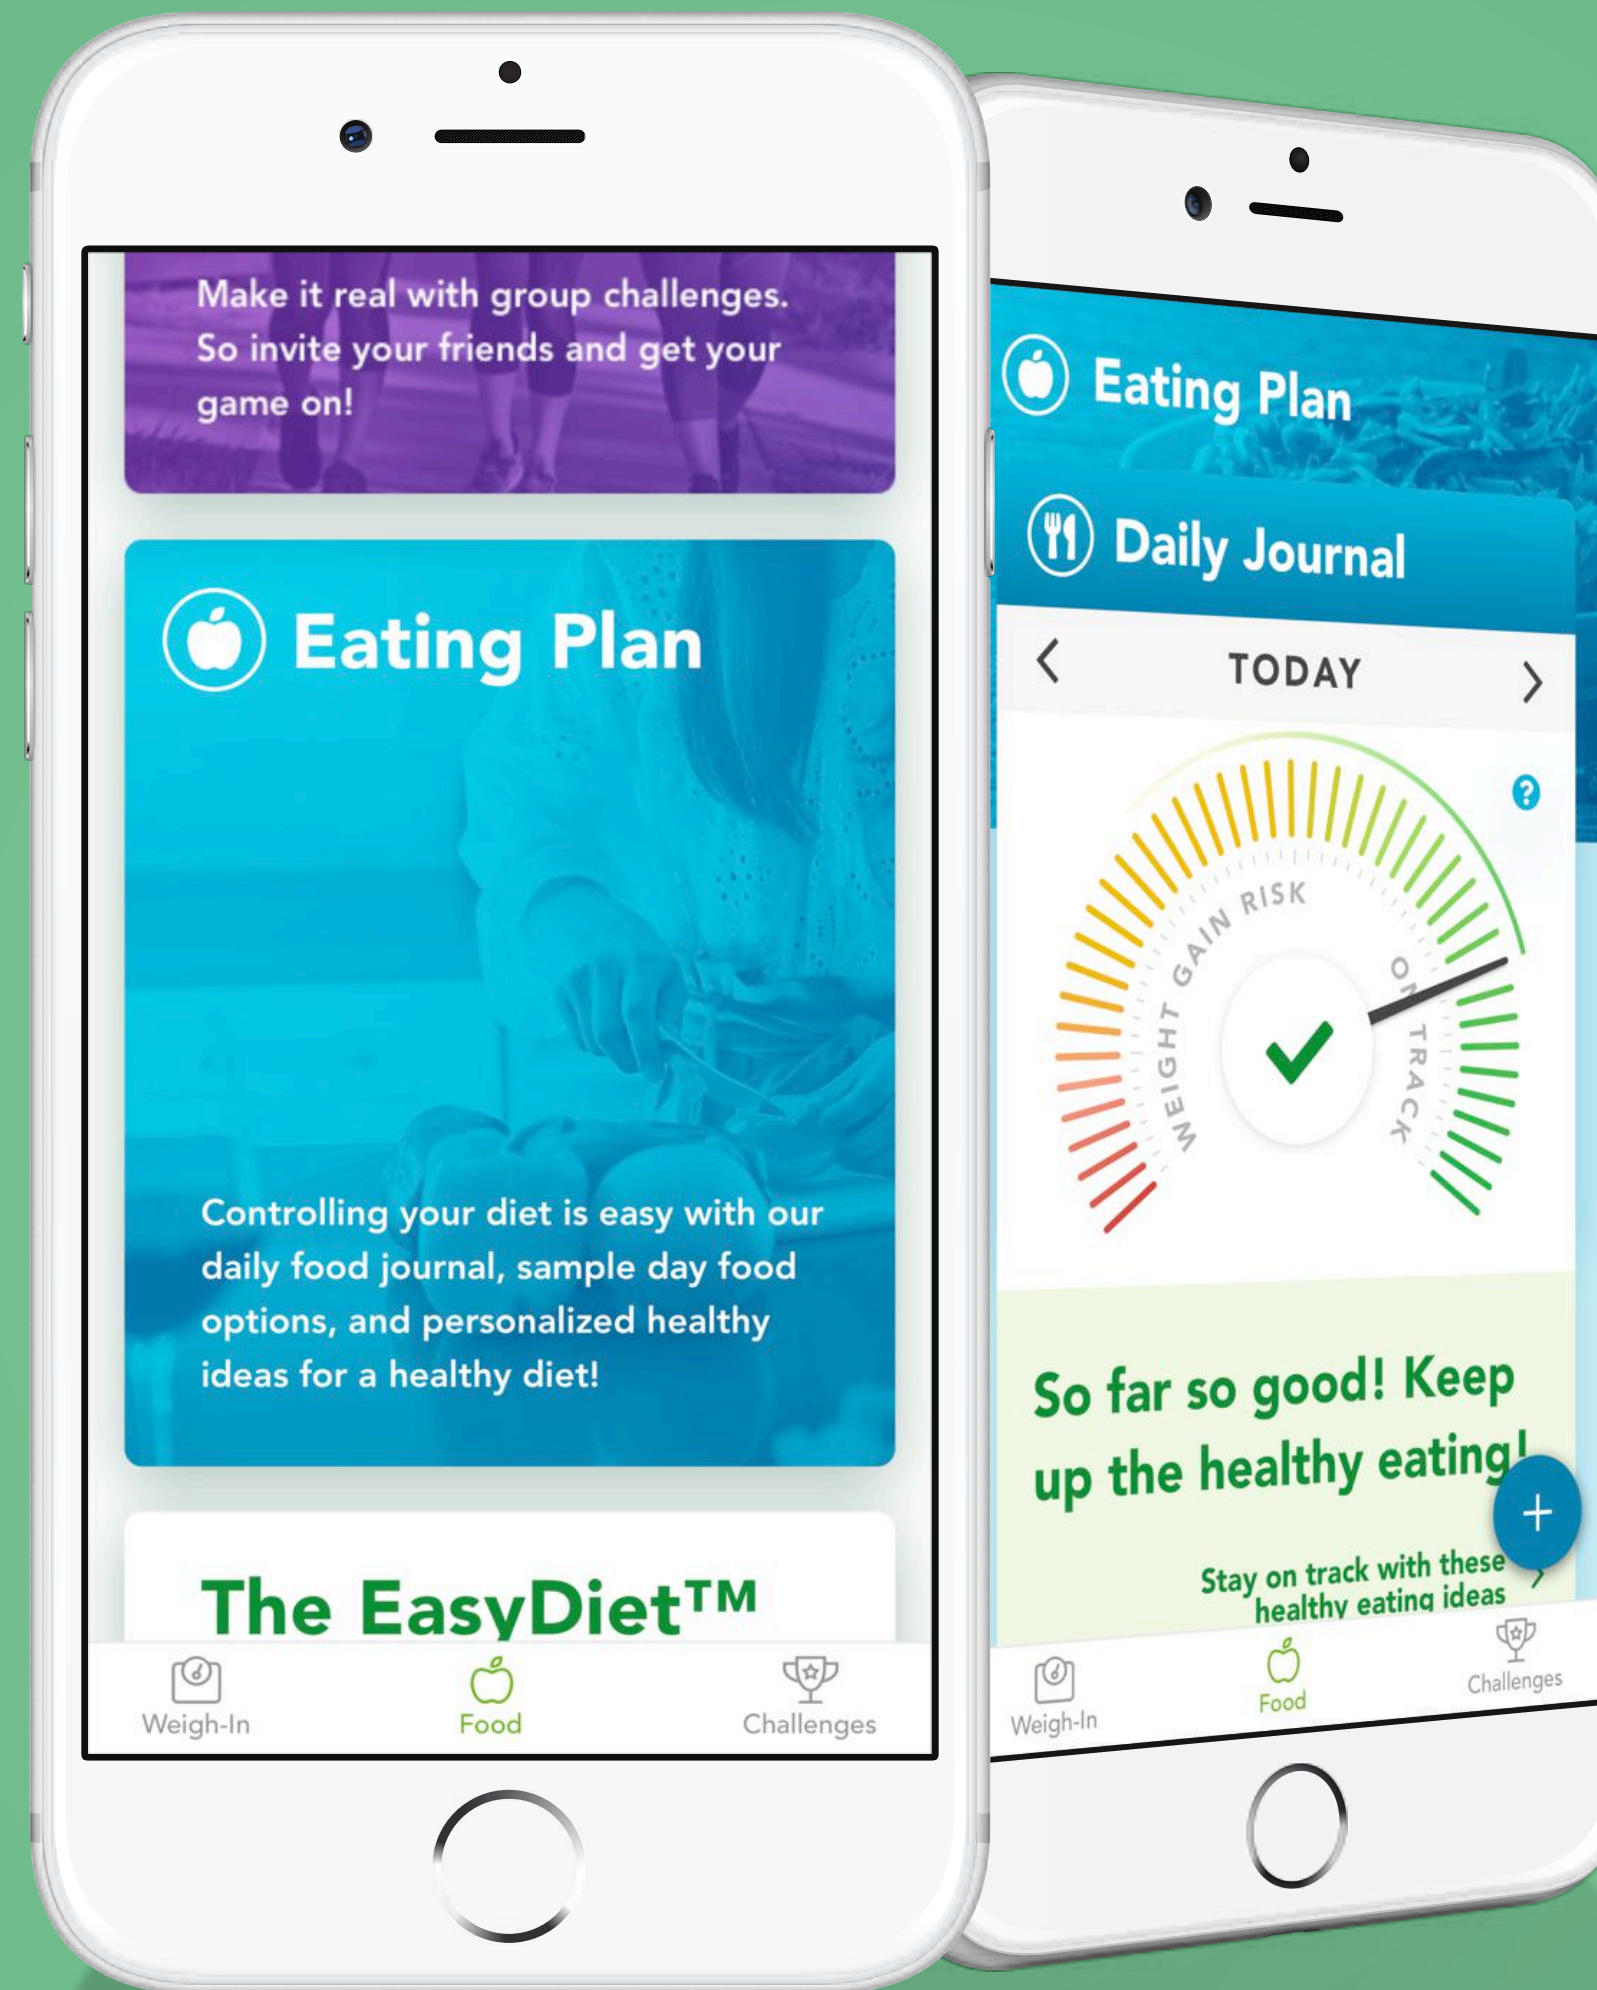 Make it real with group challenges.
So invite your friends and get your
game on!
Eating Plan
Controlling your diet is easy with our
daily food journal, sample day food
options, and personalized healthy
ideas for a healthy diet!
The EasyDiet™
Weigh-In
Food
Challenges
Eating Plan
Daily Journal
TODAY
?
WEIGHT GAIN RISK
ON TRACK
So far so good! Keep
up the healthy eating!
+
Stay on track with these
healthy eating ideas
Weigh-In
Food
Challenges